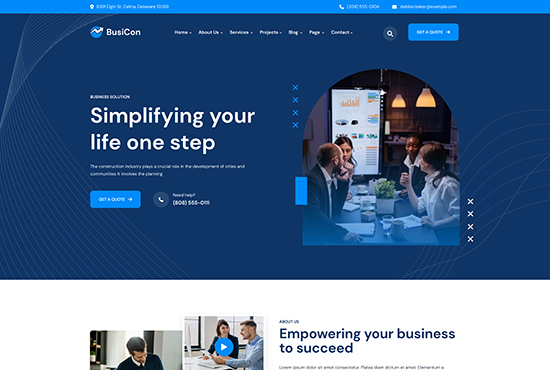 6391 Elgin St. Celina, Delaware 10299
(303) 555-0104
debbie.baker@example.com
BusiCon
Home
About Us
Services
Projects
Blog
Page
Contact
GET A QUOTE
BUSINESS SOLUTION
Simplifying your
life one step
The construction industry plays a crucial role in the development of cities and
communities It involves the planning
GET A QUOTE
Need help?
(808) 555-0111
ABOUT US
Empowering your business
to succeed
Lorem ipsum dolor sit amet consectetur. Platea diam dictum et amet. Elementum a